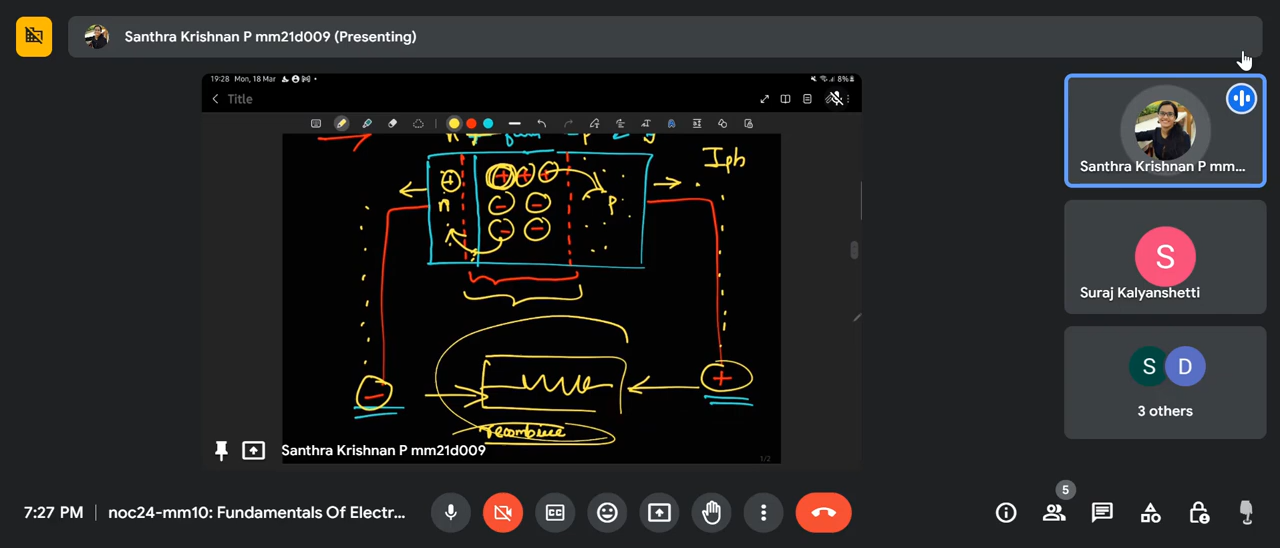 Santhra Krishnan P mm21d009 (Presenting)
19:28 Mon, 18 Mar
8%
Title
Iph
+
n
+ + +
- -
p
- -
- +
recombine
Santhra Krishnan P mm21d009
1/2
Santhra Krishnan P mm...
S
Suraj Kalyanshetti
S D
3 others
5
7:27 PM | noc24-mm10: Fundamentals Of Electr...